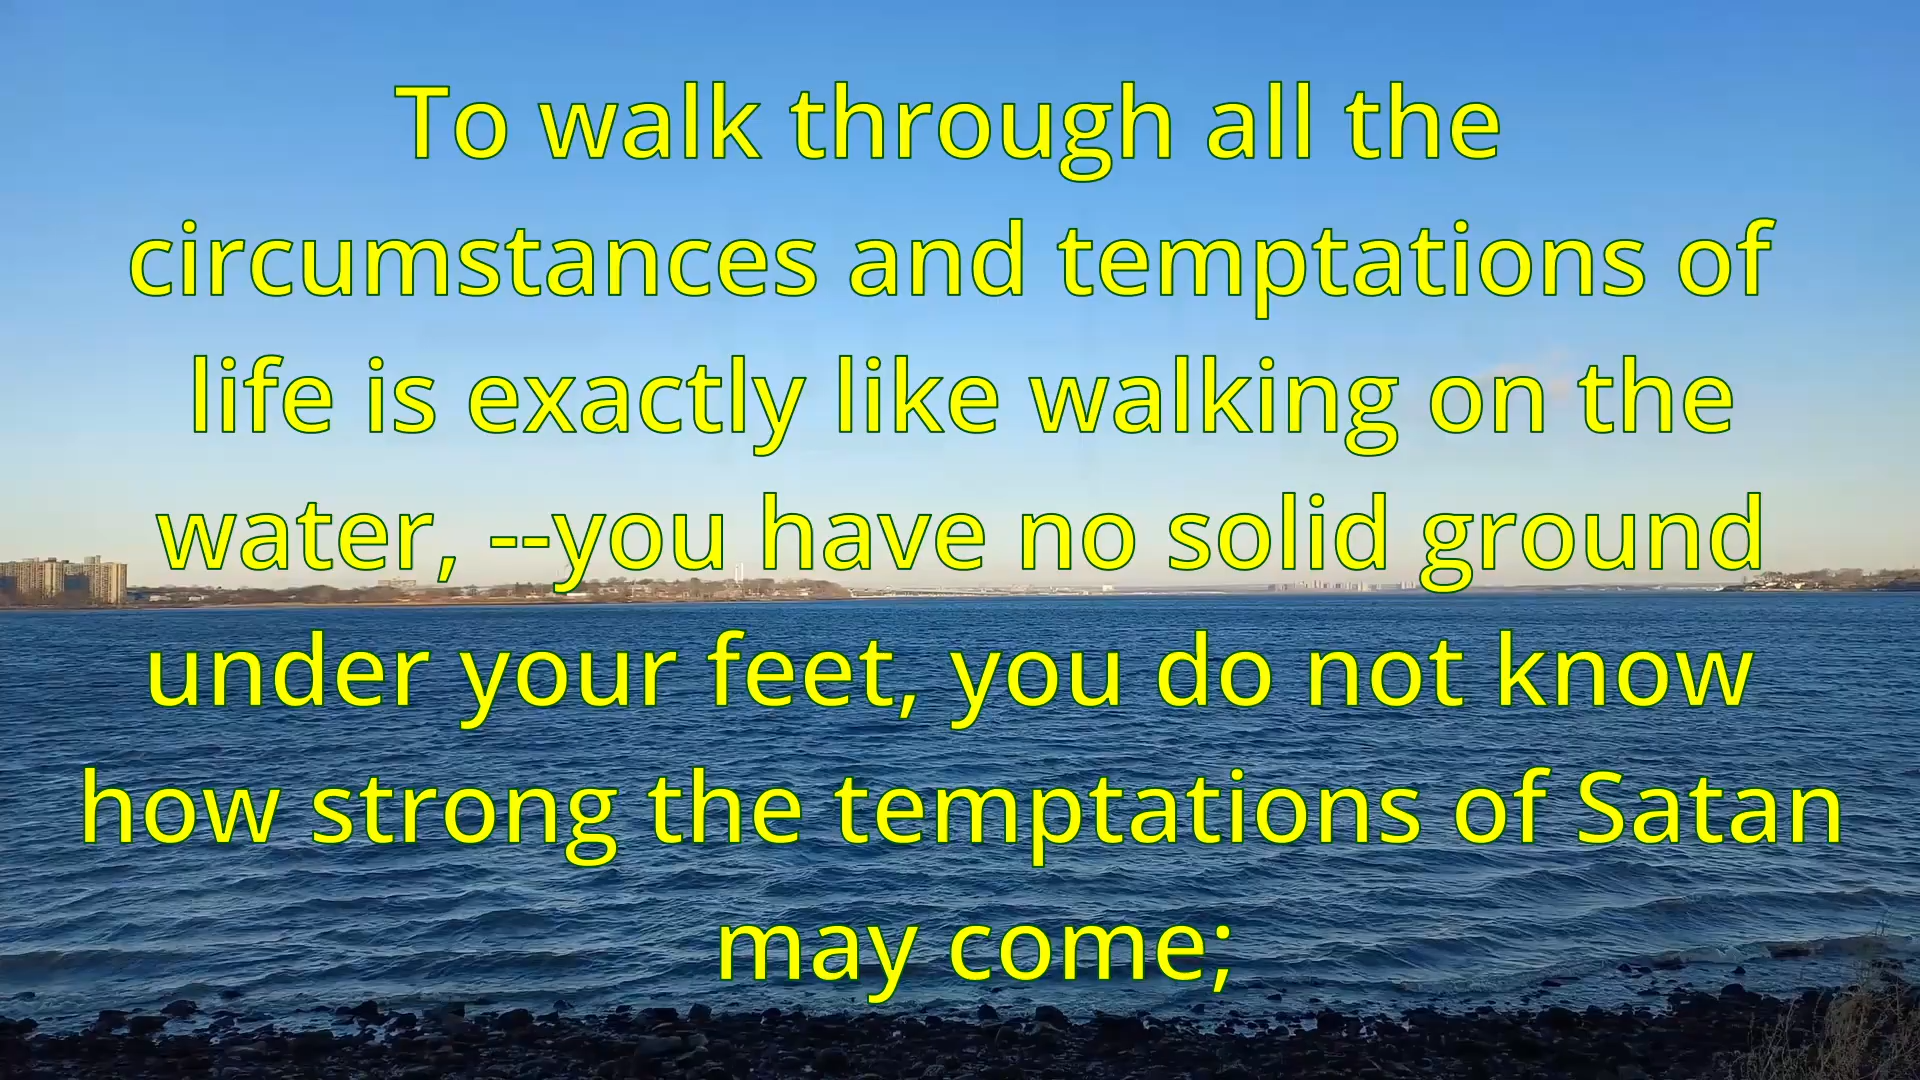 To walk through all the
circumstances and temptations of
life is exactly like walking on the
water, --you have no solid ground
under your feet, you do not know
how strong the temptations of Satan
may come;